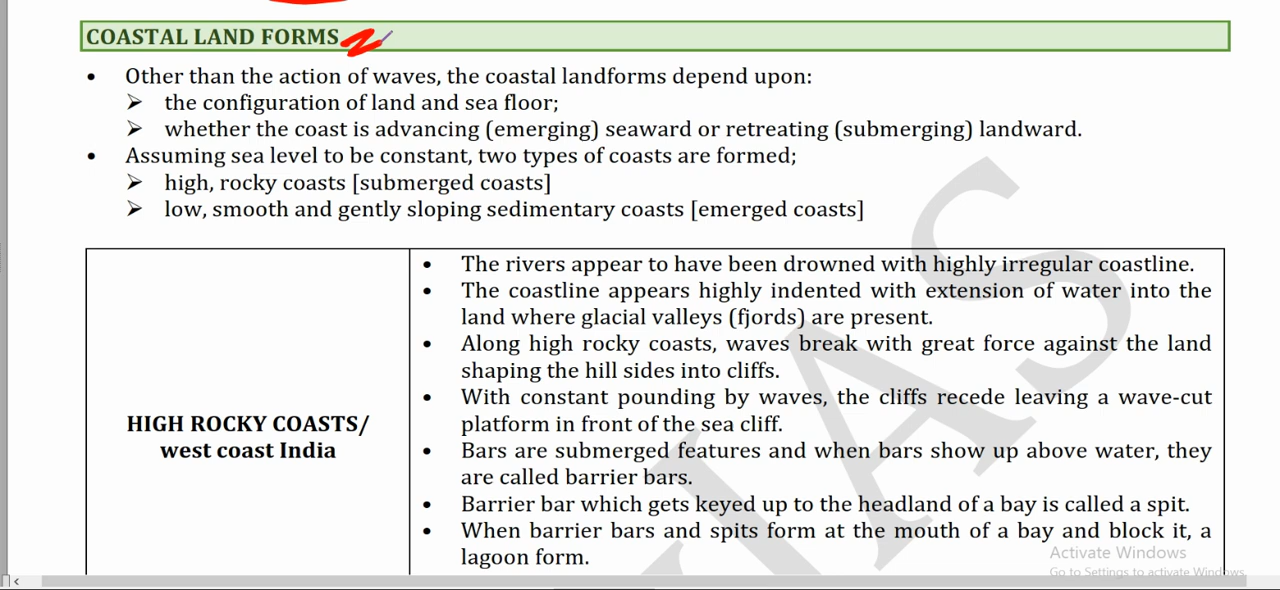 COASTAL LAND FORMS
• Other than the action of waves, the coastal landforms depend upon:
➤ the configuration of land and sea floor;
➤ whether the coast is advancing (emerging) seaward or retreating (submerging) landward.
• Assuming sea level to be constant, two types of coasts are formed;
➤ high, rocky coasts [submerged coasts]
➤ low, smooth and gently sloping sedimentary coasts [emerged coasts]
HIGH ROCKY COASTS/
west coast India
• The rivers appear to have been drowned with highly irregular coastline.
• The coastline appears highly indented with extension of water into the
land where glacial valleys (fjords) are present.
• Along high rocky coasts, waves break with great force against the land
shaping the hill sides into cliffs.
• With constant pounding by waves, the cliffs recede leaving a wave-cut
platform in front of the sea cliff.
• Bars are submerged features and when bars show up above water, they
are called barrier bars.
• Barrier bar which gets keyed up to the headland of a bay is called a spit.
• When barrier bars and spits form at the mouth of a bay and block it, a
lagoon form.
IAS
Activate Windows
Go to Settings to activate Windows.